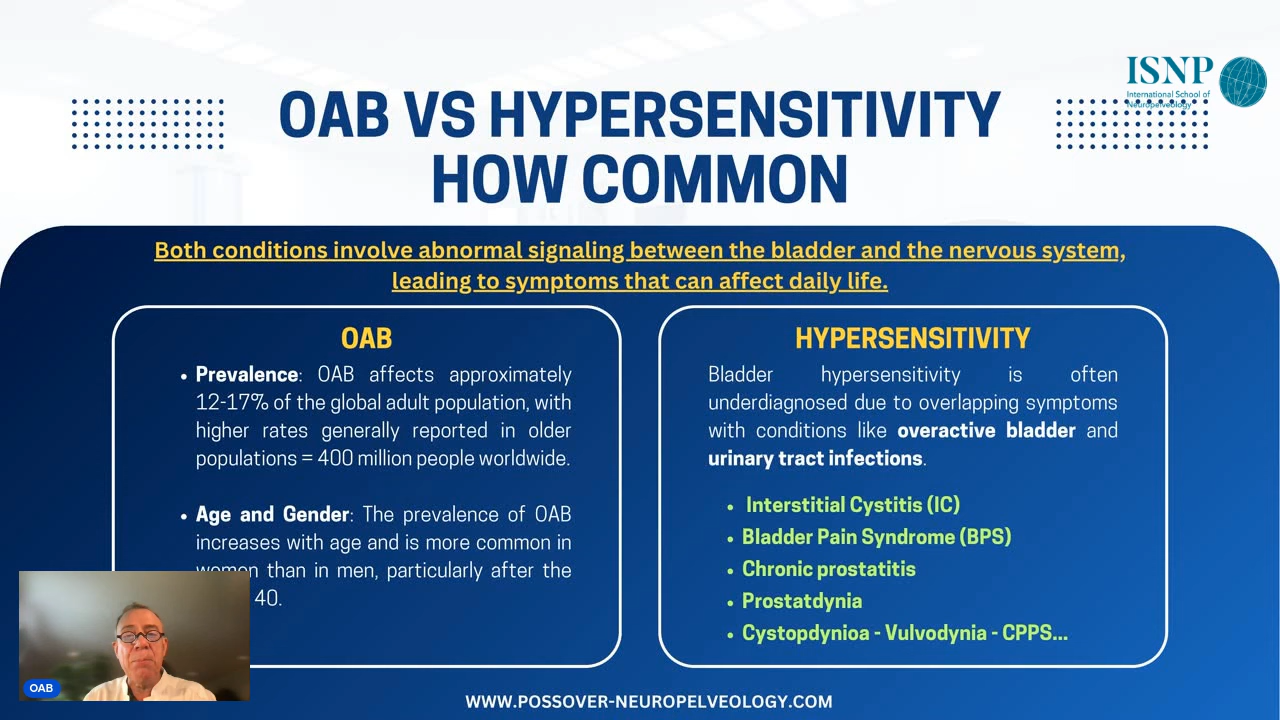 ISNP
International School of
Neuropelveology
OAB VS HYPERSENSITIVITY
HOW COMMON
Both conditions involve abnormal signaling between the bladder and the nervous system,
leading to symptoms that can affect daily life.
OAB
• Prevalence: OAB affects approximately
12-17% of the global adult population, with
higher rates generally reported in older
populations = 400 million people worldwide.
• Age and Gender: The prevalence of OAB
increases with age and is more common in
women than in men, particularly after the
40.
HYPERSENSITIVITY
Bladder hypersensitivity is often
underdiagnosed due to overlapping symptoms
with conditions like overactive bladder and
urinary tract infections.
• Interstitial Cystitis (IC)
• Bladder Pain Syndrome (BPS)
• Chronic prostatitis
• Prostatdynia
• Cystopdynioa - Vulvodynia - CPPS...
OAB
WWW.POSSOVER-NEUROPELVEOLOGY.COM